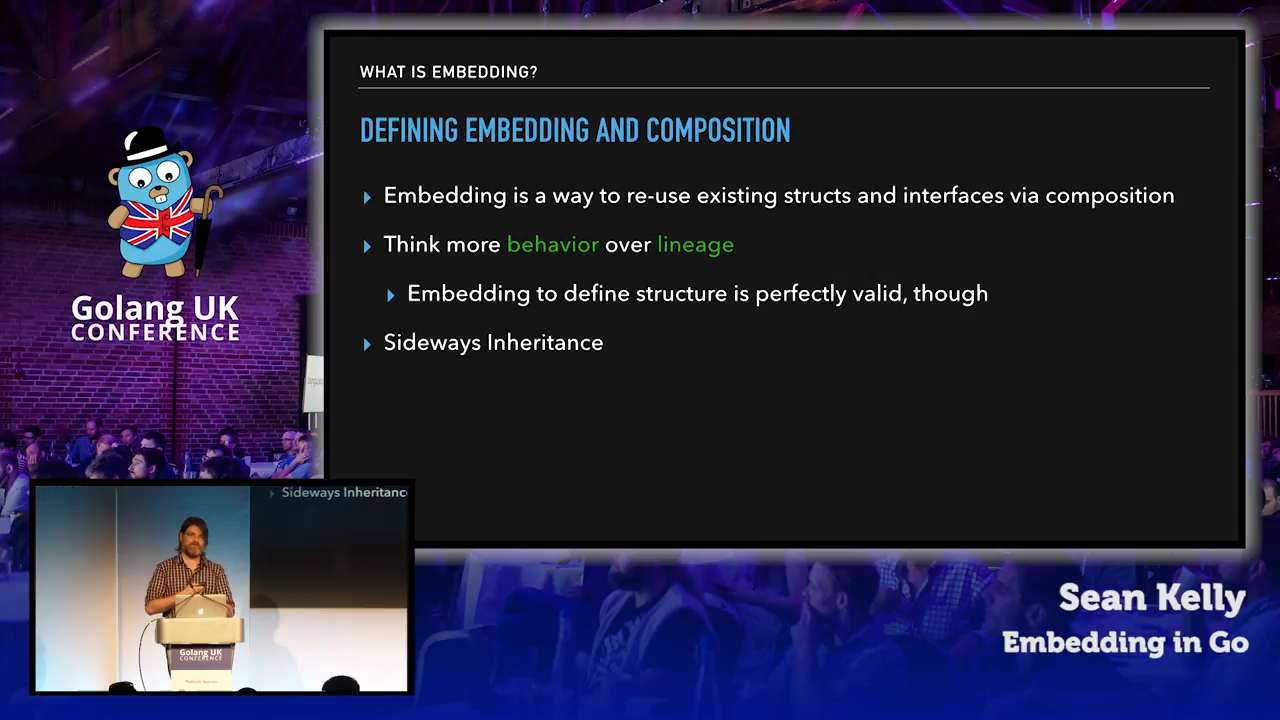 WHAT IS EMBEDDING?
DEFINING EMBEDDING AND COMPOSITION
Embedding is a way to re-use existing structs and interfaces via composition
Think more behavior over lineage
Embedding to define structure is perfectly valid, though
Sideways Inheritance
Golang UK
CONFERENCE
Sideways Inheritance
Golang UK
CONFERENCE
Sean Kelly
Embedding in Go